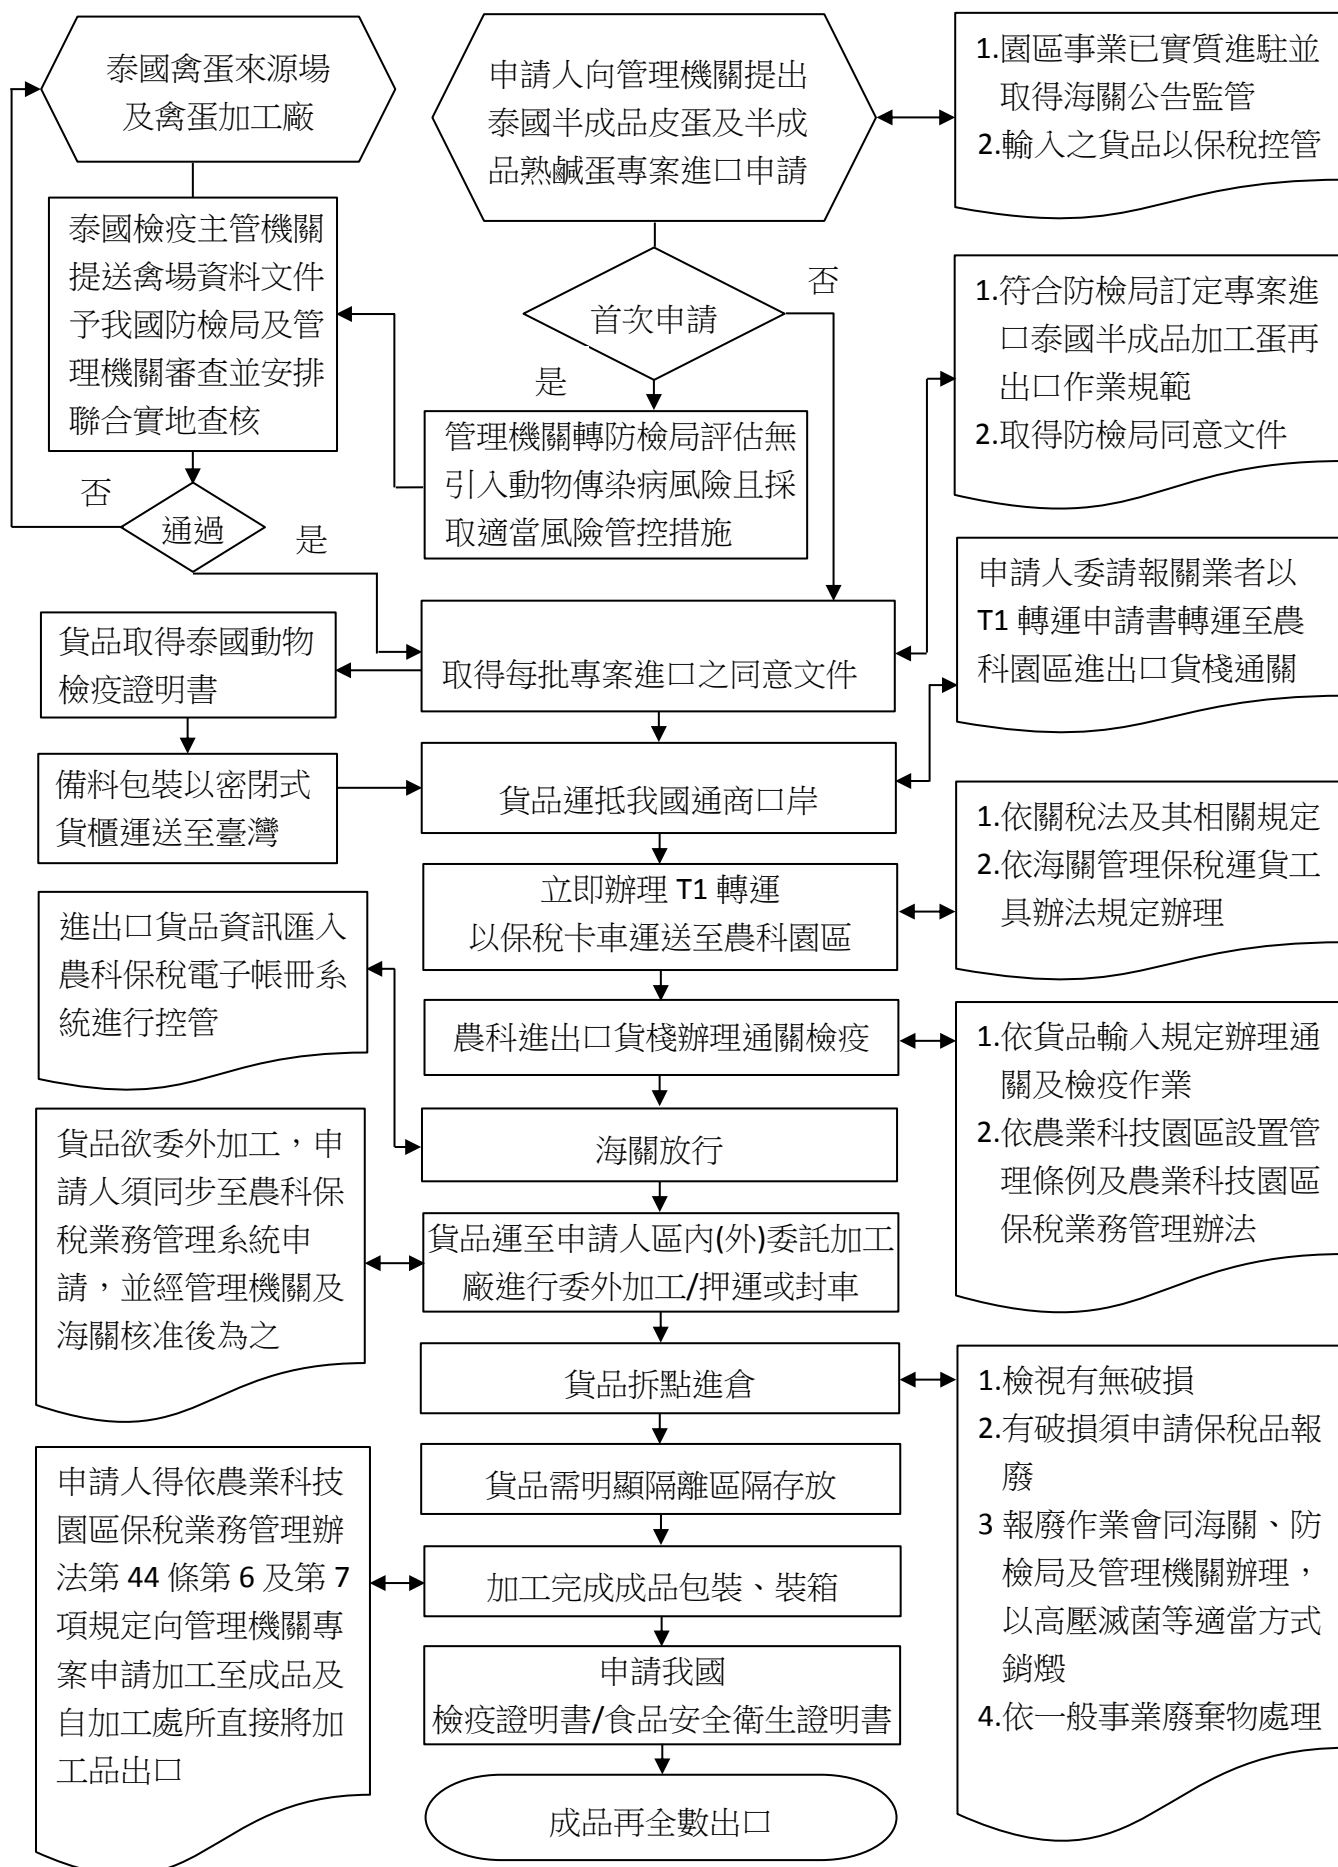 泰國禽蛋來源場
及禽蛋加工廠
申請人向管理機關提出
泰國半成品皮蛋及半成
品熟鹹蛋專案進口申請
1.園區事業已實質進駐並
取得海關公告監管
2.輸入之貨品以保稅控管
泰國檢疫主管機關
提送禽場資料文件
予我國防檢局及管
理機關審查並安排
聯合實地查核
首次申請
否
是
1.符合防檢局訂定專案進
口泰國半成品加工蛋再
出口作業規範
2.取得防檢局同意文件
管理機關轉防檢局評估無
引入動物傳染病風險且採
取適當風險管控措施
否
通過
是
申請人委請報關業者以
T1 轉運申請書轉運至農
科園區進出口貨棧通關
貨品取得泰國動物
檢疫證明書
取得每批專案進口之同意文件
備料包裝以密閉式
貨櫃運送至臺灣
貨品運抵我國通商口岸
1.依關稅法及其相關規定
2.依海關管理保稅運貨工
具辦法規定辦理
立即辦理 T1 轉運
以保稅卡車運送至農科園區
進出口貨品資訊匯入
農科保稅電子帳冊系
統進行控管
農科進出口貨棧辦理通關檢疫
1.依貨品輸入規定辦理通
關及檢疫作業
2.依農業科技園區設置管
理條例及農業科技園區
保稅業務管理辦法
海關放行
貨品欲委外加工，申
請人須同步至農科保
稅業務管理系統申
請，並經管理機關及
海關核准後為之
貨品運至申請人區內(外)委託加工
廠進行委外加工/押運或封車
貨品拆點進倉
1.檢視有無破損
2.有破損須申請保稅品報
廢
3 報廢作業會同海關、防
檢局及管理機關辦理，
以高壓滅菌等適當方式
銷燬
4.依一般事業廢棄物處理
貨品需明顯隔離區隔存放
申請人得依農業科技
園區保稅業務管理辦
法第 44 條第 6 及第 7
項規定向管理機關專
案申請加工至成品及
自加工處所直接將加
工品出口
加工完成成品包裝、裝箱
申請我國
檢疫證明書/食品安全衛生證明書
成品再全數出口